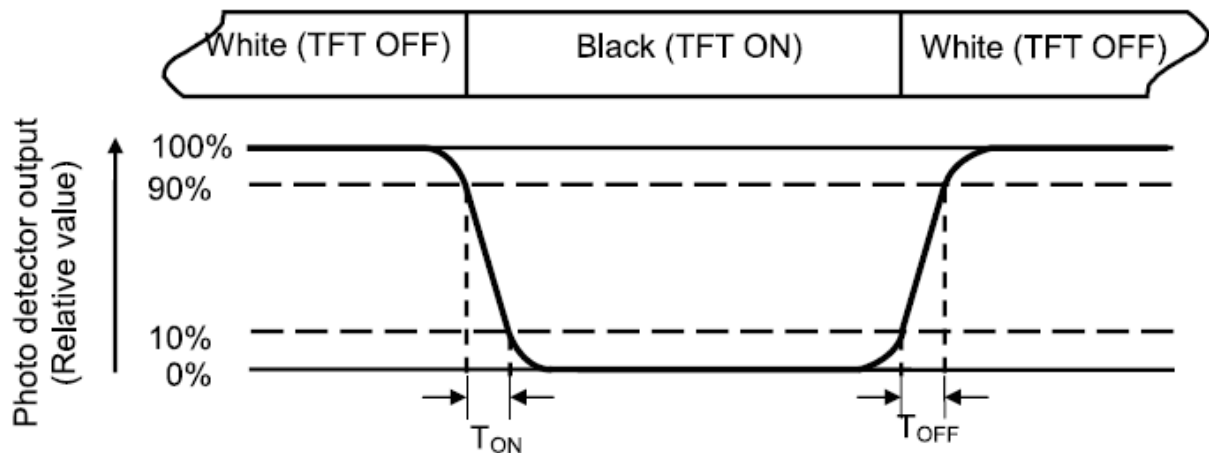 White (TFT OFF)
Black (TFT ON)
White (TFT OFF)
Photo detector output
(Relative value)
100%
90%
10%
0%
TON
TOFF